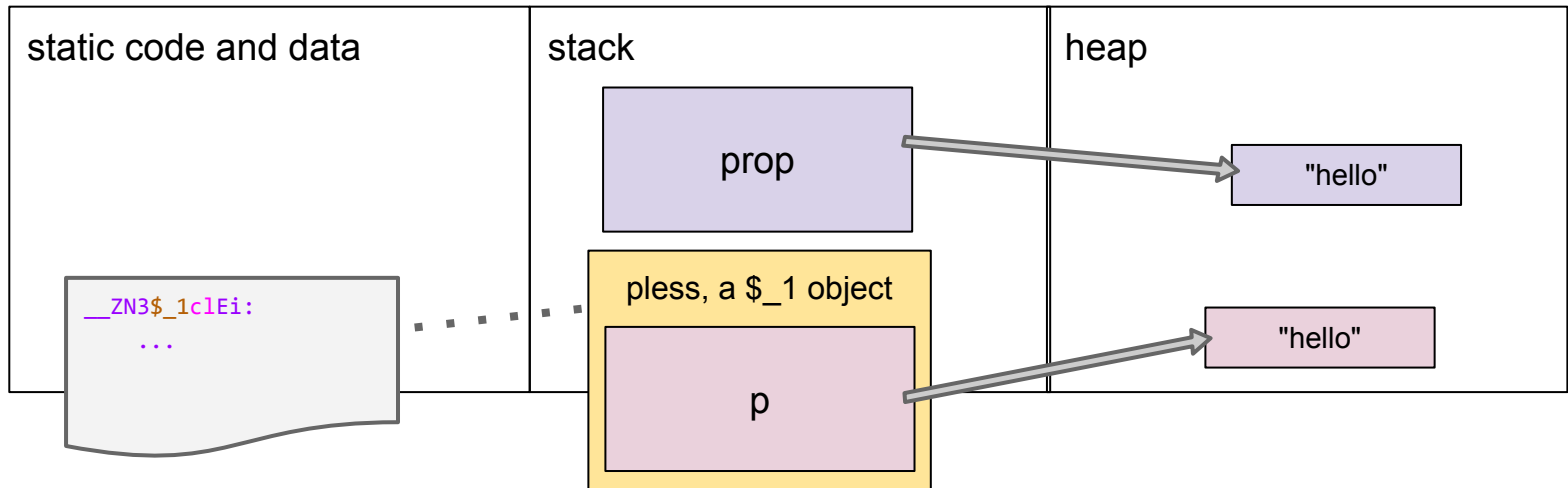 static code and data
stack
heap
prop
"hello"
pless, a $_1 object
__ZN3$_1clEi:
...
"hello"
p